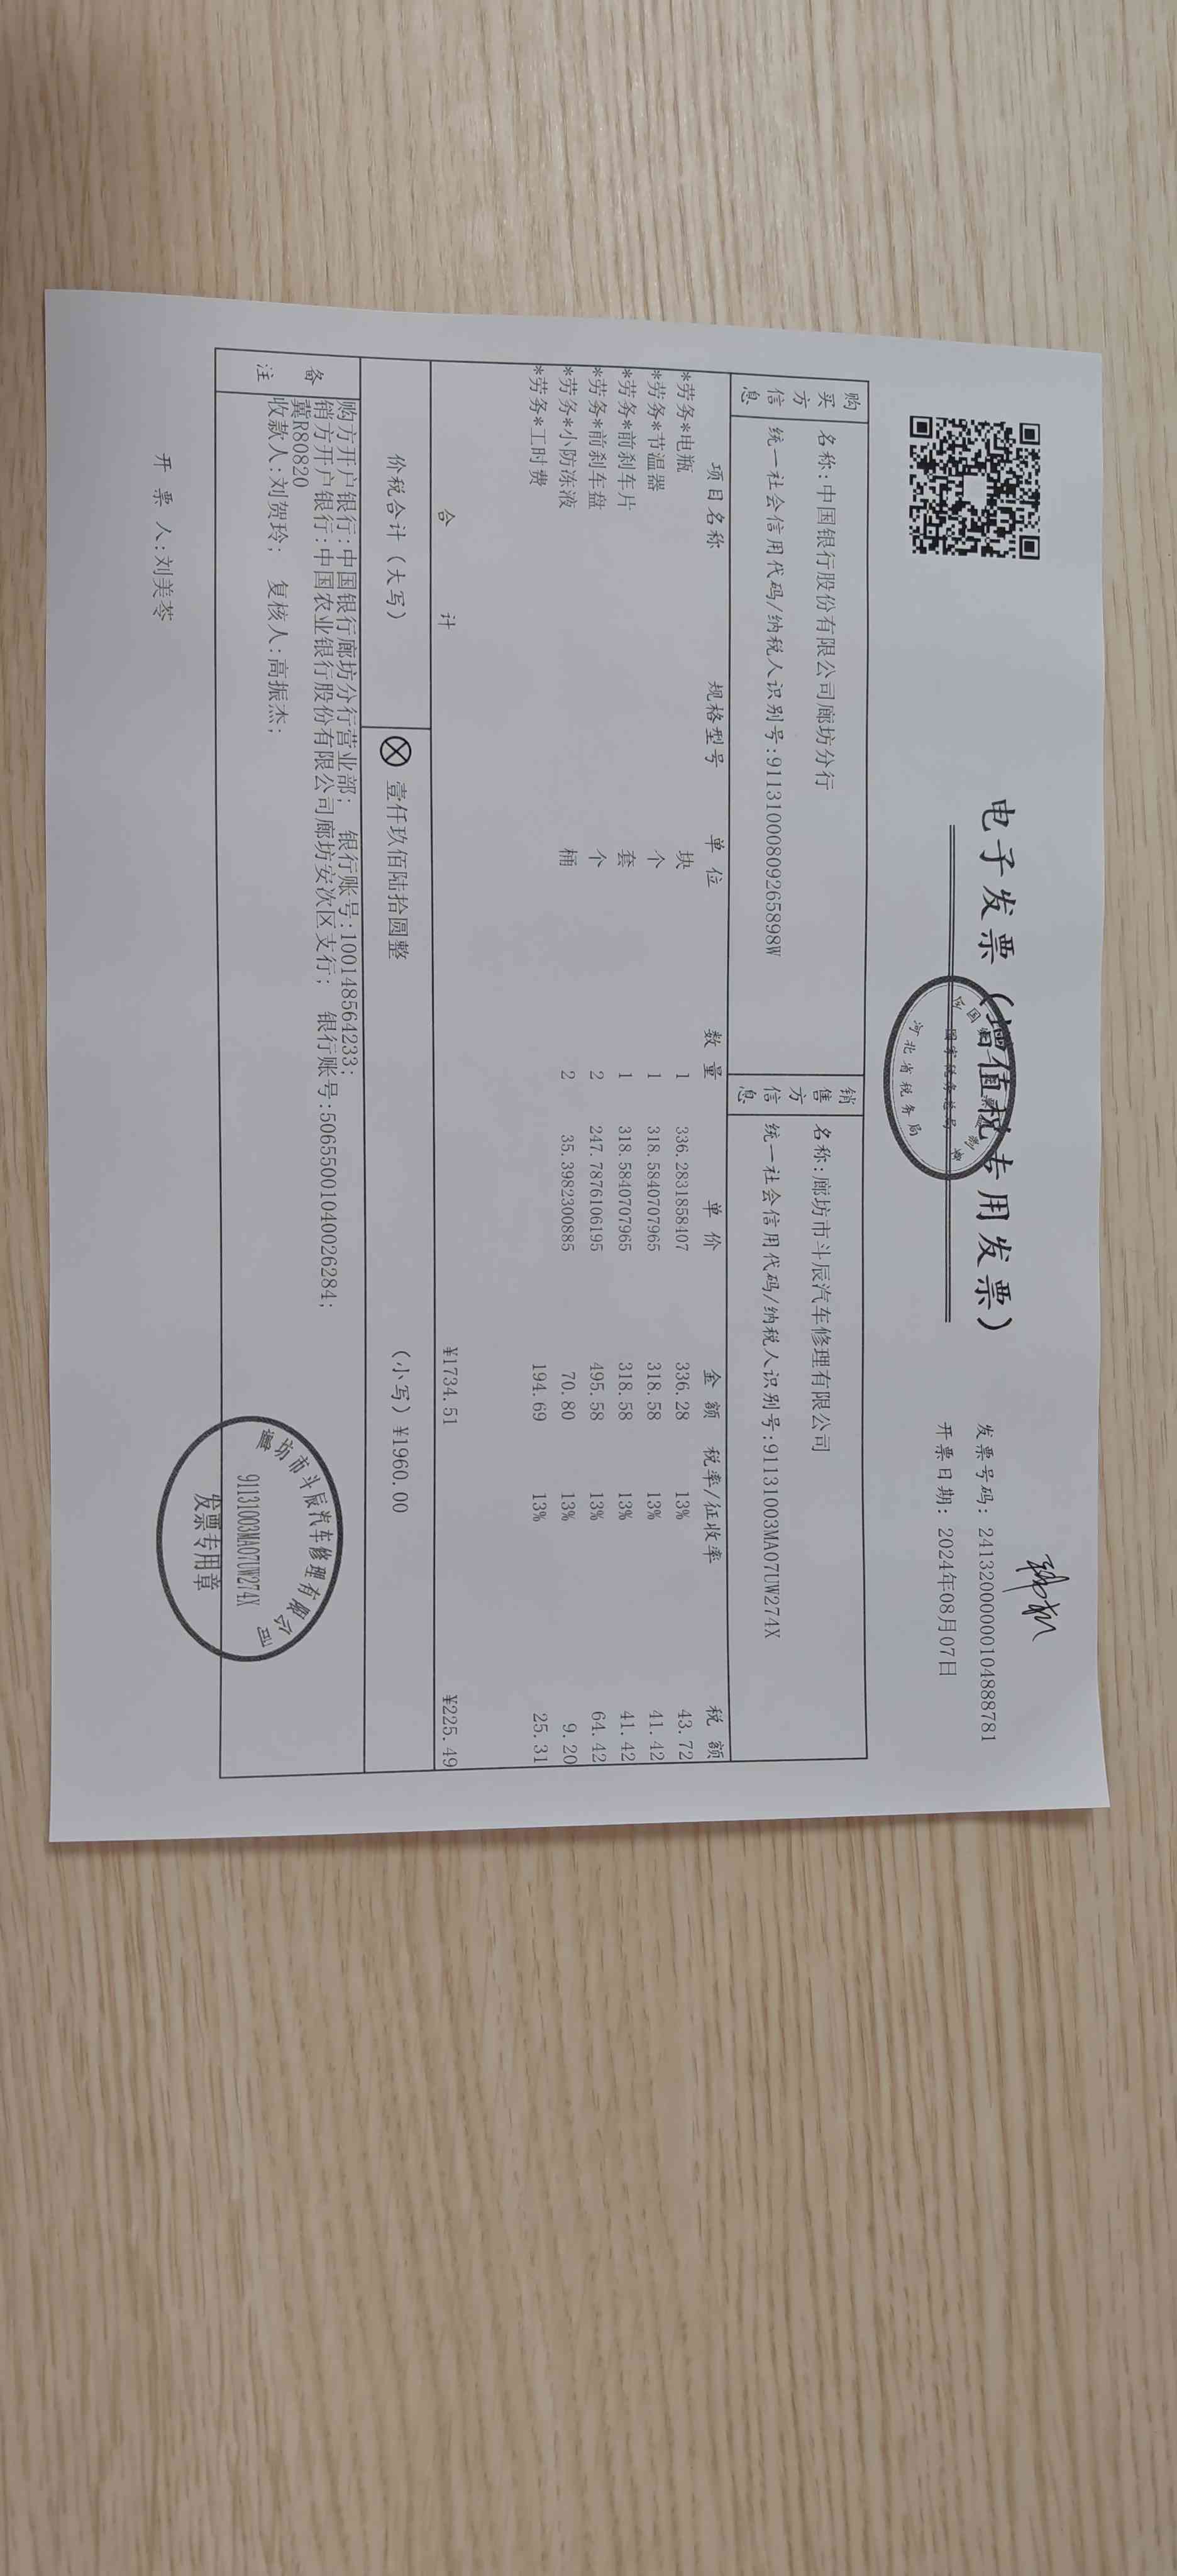 电子发票（增值税专用发票）
国家税务总局
河北省税务局
发票号码：24132000000104888781
开票日期：2024年08月07日
购买方信息
名称:中国银行股份有限公司廊坊分行
统一社会信用代码/纳税人识别号:91131000809265898W
销售方信息
名称:廊坊市斗辰汽车修理有限公司
统一社会信用代码/纳税人识别号:91131003MA07UW274X
项目名称 规格型号 单位 数量 单价 金额 税率/征收率 税额
*劳务*电瓶 块 1 336.2831858407 336.28 13% 43.72
*劳务*节温器 个 1 318.5840707965 318.58 13% 41.42
*劳务*前刹车片 套 1 318.5840707965 318.58 13% 41.42
*劳务*前刹车盘 个 2 247.7876106195 495.58 13% 64.42
*劳务*小防冻液 桶 2 35.3982300885 70.80 13% 9.20
*劳务*工时费 194.69 13% 25.31
合计 ¥1734.51 ¥225.49
价税合计（大写） 壹仟玖佰陆拾圆整 （小写）¥1960.00
备注
购方开户银行:中国银行廊坊分行营业部; 银行账号:100148564233;
销方开户银行:中国农业银行股份有限公司廊坊安次区支行; 银行账号:50655001040026284;
冀R80820
收款人:刘贺玲; 复核人:高振杰;
廊坊市斗辰汽车修理有限公司
91131003MA07UW274X
发票专用章
开票人:刘美苓